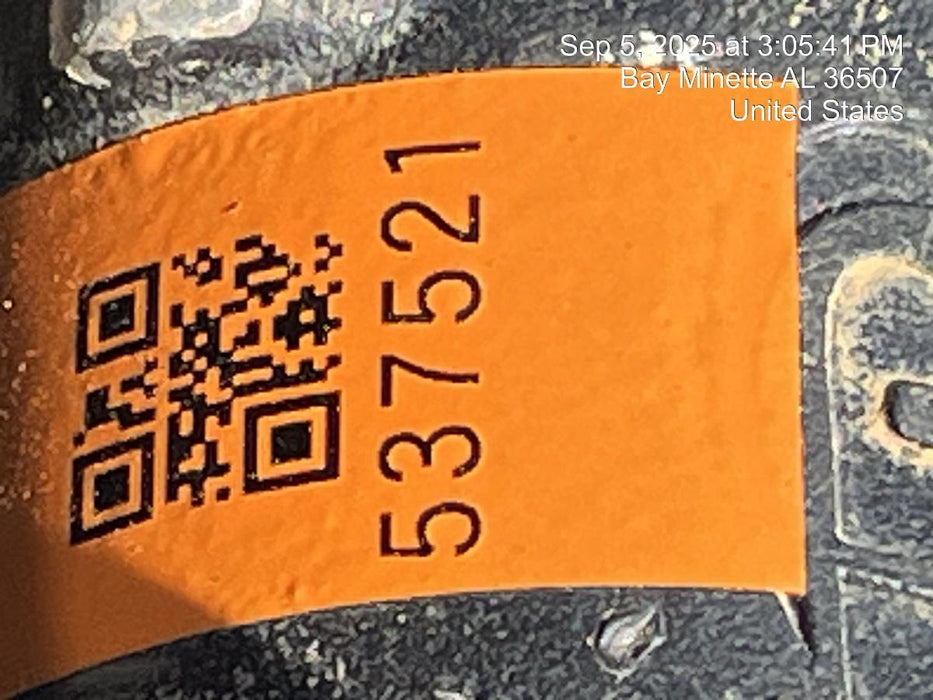 Sep 5, 2025 at 3:05:41 PM
Bay Minette AL 36507
United States
537521